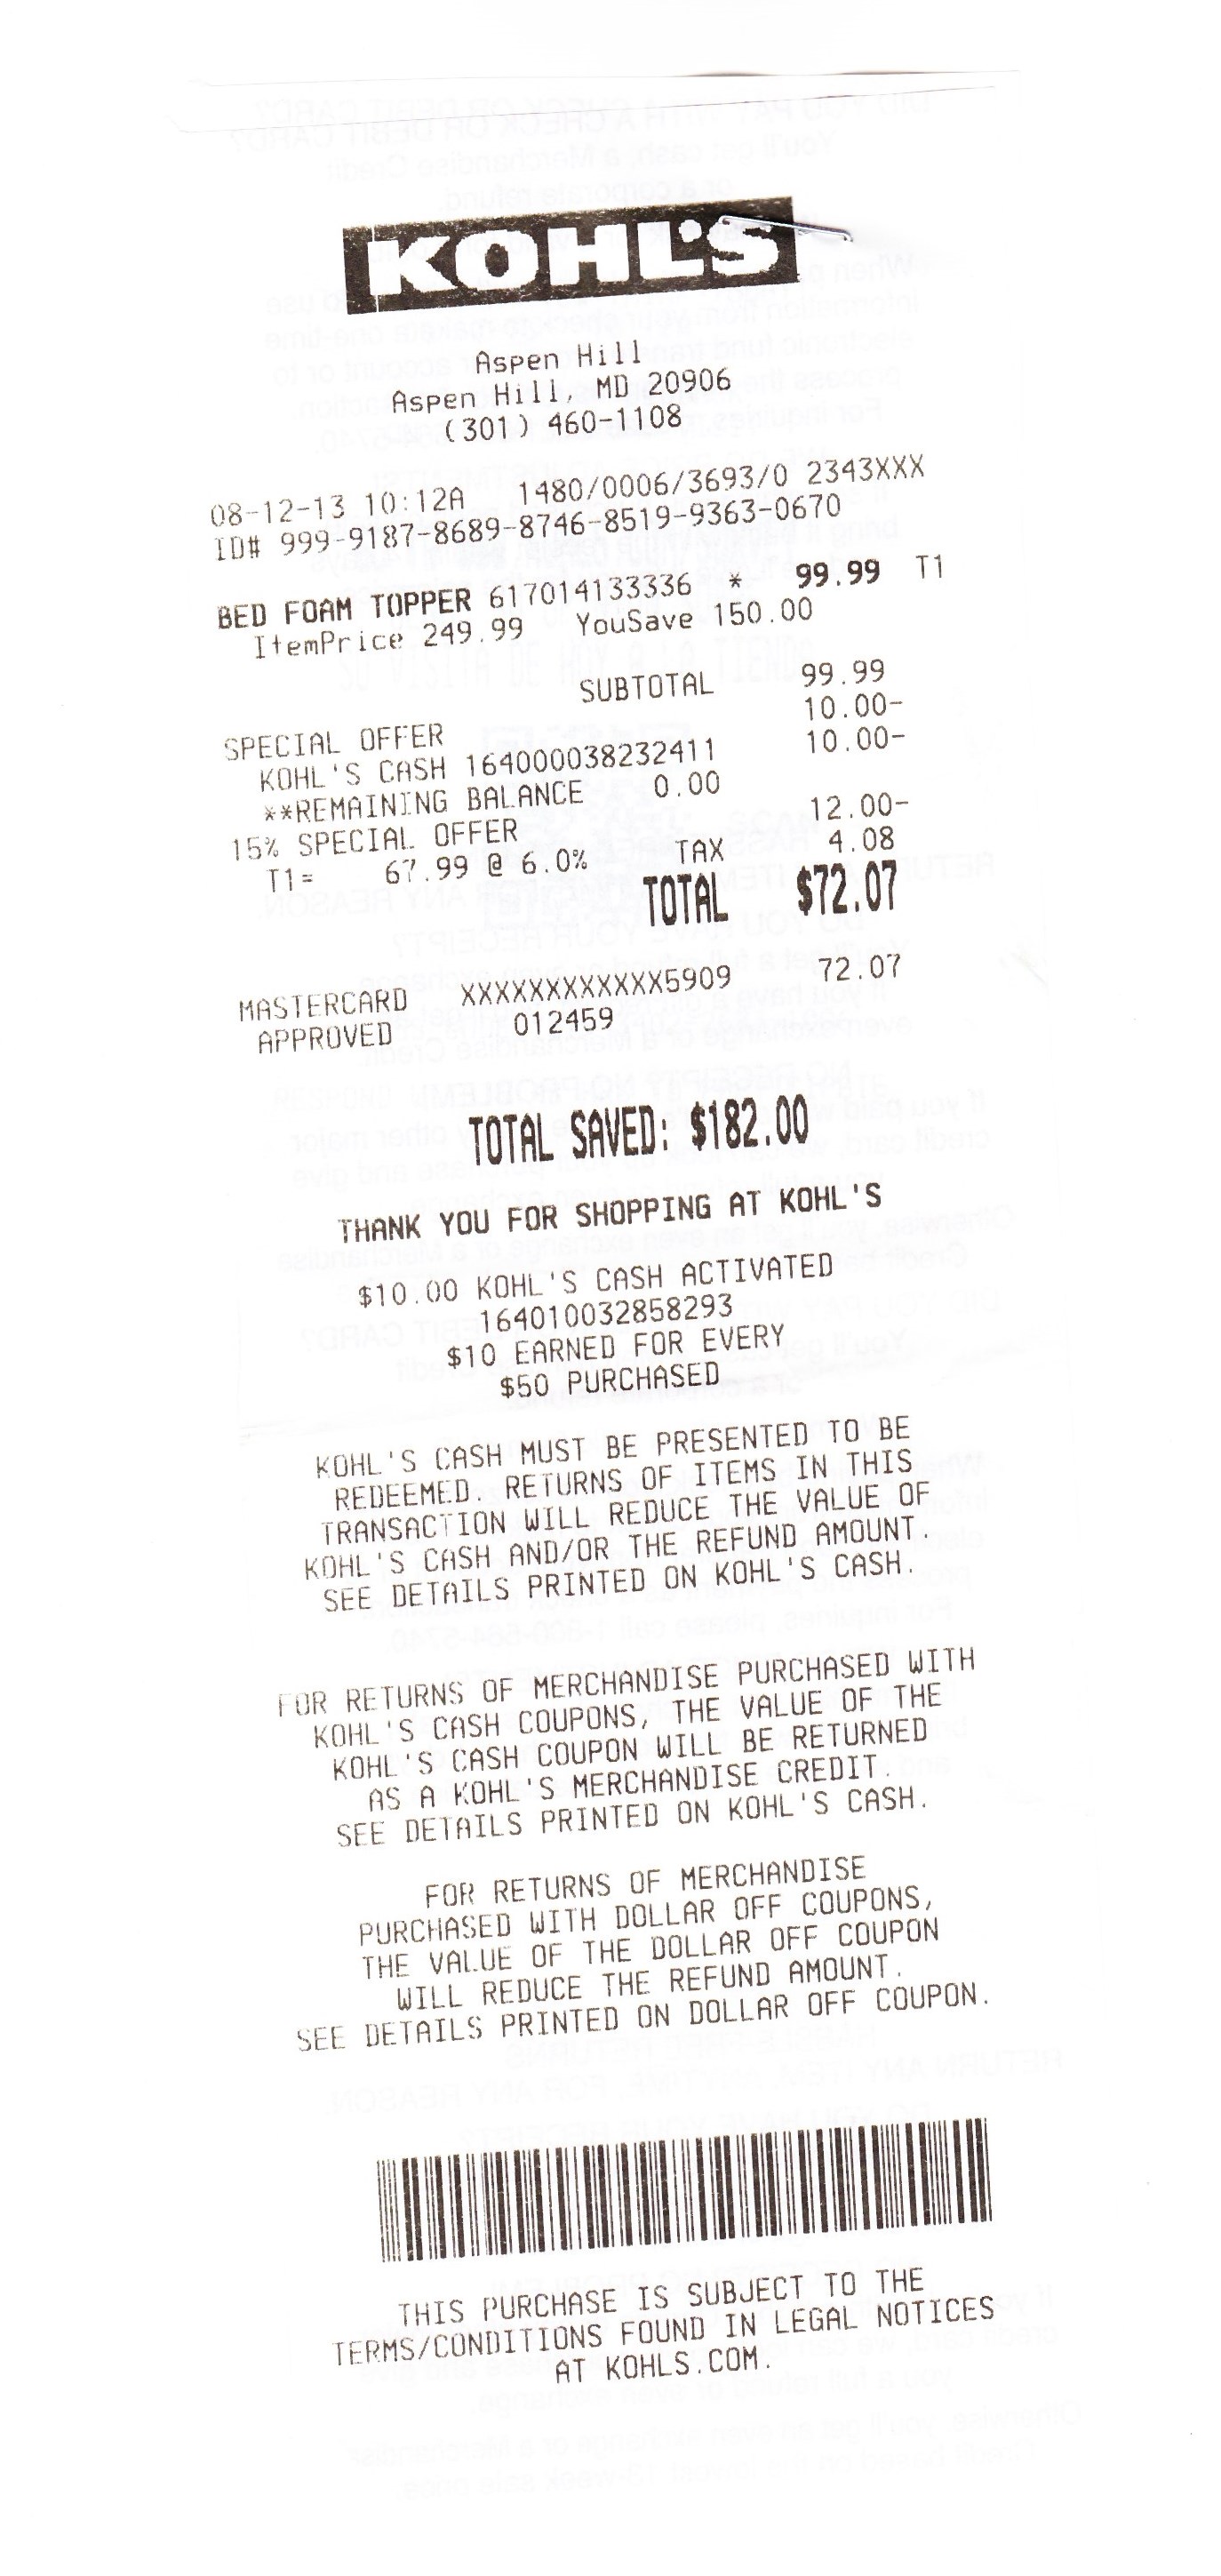 KOHL'S
Aspen Hill
Aspen Hill, MD 20906
(301) 460-1108
08-12-13 10:12A 1480/0006/3693/0 2343XXX
ID# 999-9187-8689-8746-8519-9363-0670
BED FOAM TOPPER 617014133336 * 99.99 T1
ItemPrice 249.99 YouSave 150.00
SUBTOTAL 99.99
SPECIAL OFFER 10.00-
KOHL'S CASH 164000038232411 10.00-
**REMAINING BALANCE 0.00
15% SPECIAL OFFER 12.00-
T1= 67.99 @ 6.0% TAX 4.08
TOTAL $72.07
MASTERCARD XXXXXXXXXXXX5909 72.07
APPROVED 012459
TOTAL SAVED: $182.00
THANK YOU FOR SHOPPING AT KOHL'S
$10.00 KOHL'S CASH ACTIVATED
164010032858293
$10 EARNED FOR EVERY
$50 PURCHASED
KOHL'S CASH MUST BE PRESENTED TO BE
REDEEMED. RETURNS OF ITEMS IN THIS
TRANSACTION WILL REDUCE THE VALUE OF
KOHL'S CASH AND/OR THE REFUND AMOUNT.
SEE DETAILS PRINTED ON KOHL'S CASH.
FOR RETURNS OF MERCHANDISE PURCHASED WITH
KOHL'S CASH COUPONS, THE VALUE OF THE
KOHL'S CASH COUPON WILL BE RETURNED
AS A KOHL'S MERCHANDISE CREDIT.
SEE DETAILS PRINTED ON KOHL'S CASH.
FOR RETURNS OF MERCHANDISE
PURCHASED WITH DOLLAR OFF COUPONS,
THE VALUE OF THE DOLLAR OFF COUPON
WILL REDUCE THE REFUND AMOUNT.
SEE DETAILS PRINTED ON DOLLAR OFF COUPON.
THIS PURCHASE IS SUBJECT TO THE
TERMS/CONDITIONS FOUND IN LEGAL NOTICES
AT KOHLS.COM.